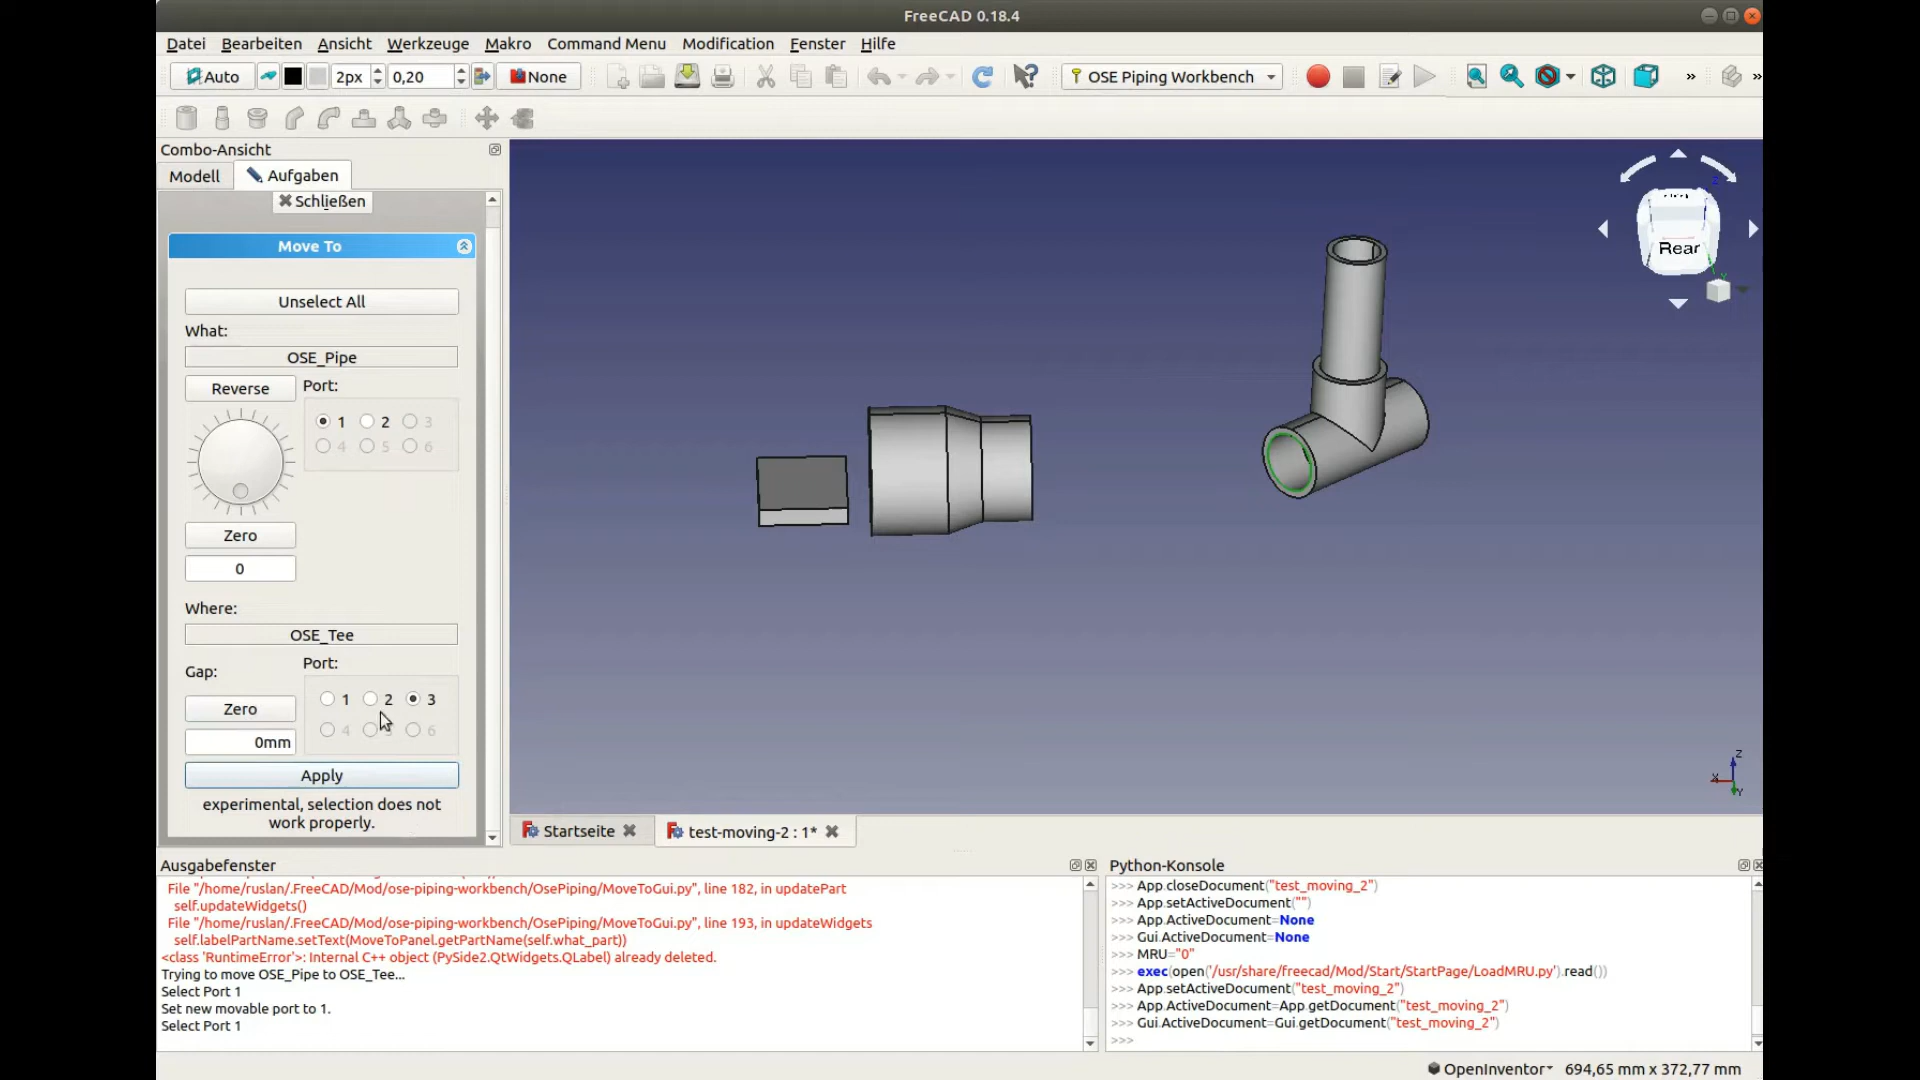 FreeCAD 0.18.4
Datei Bearbeiten Ansicht Werkzeuge Makro Command Menu Modification Fenster Hilfe
Auto 2px 0,20 None OSE Piping Workbench » »
Combo-Ansicht
Modell Aufgaben
Schließen
Move To
Unselect All
What:
OSE_Pipe
Reverse Port:
1 2 3
4 5 6
Zero
0
Where:
OSE_Tee
Gap: Port:
Zero 1 2 3
4 6
0mm
Apply
experimental, selection does not
work properly.
Rear
Z
X
Y
Startseite test-moving-2 : 1*
Ausgabefenster
File "/home/ruslan/.FreeCAD/Mod/ose-piping-workbench/OsePiping/MoveToGui.py", line 182, in updatePart
self.updateWidgets()
File "/home/ruslan/.FreeCAD/Mod/ose-piping-workbench/OsePiping/MoveToGui.py", line 193, in updateWidgets
self.labelPartName.setText(MoveToPanel.getPartName(self.what_part))
<class 'RuntimeError'>: Internal C++ object (PySide2.QtWidgets.QLabel) already deleted.
Trying to move OSE_Pipe to OSE_Tee...
Select Port 1
Set new movable port to 1.
Select Port 1
Python-Konsole
>>> App.closeDocument("test_moving_2")
>>> App.setActiveDocument("")
>>> App.ActiveDocument=None
>>> Gui.ActiveDocument=None
>>> MRU="0"
>>> exec(open('/usr/share/freecad/Mod/Start/StartPage/LoadMRU.py').read())
>>> App.setActiveDocument("test_moving_2")
>>> App.ActiveDocument=App.getDocument("test_moving_2")
>>> Gui.ActiveDocument=Gui.getDocument("test_moving_2")
>>>
OpenInventor 694,65 mm x 372,77 mm